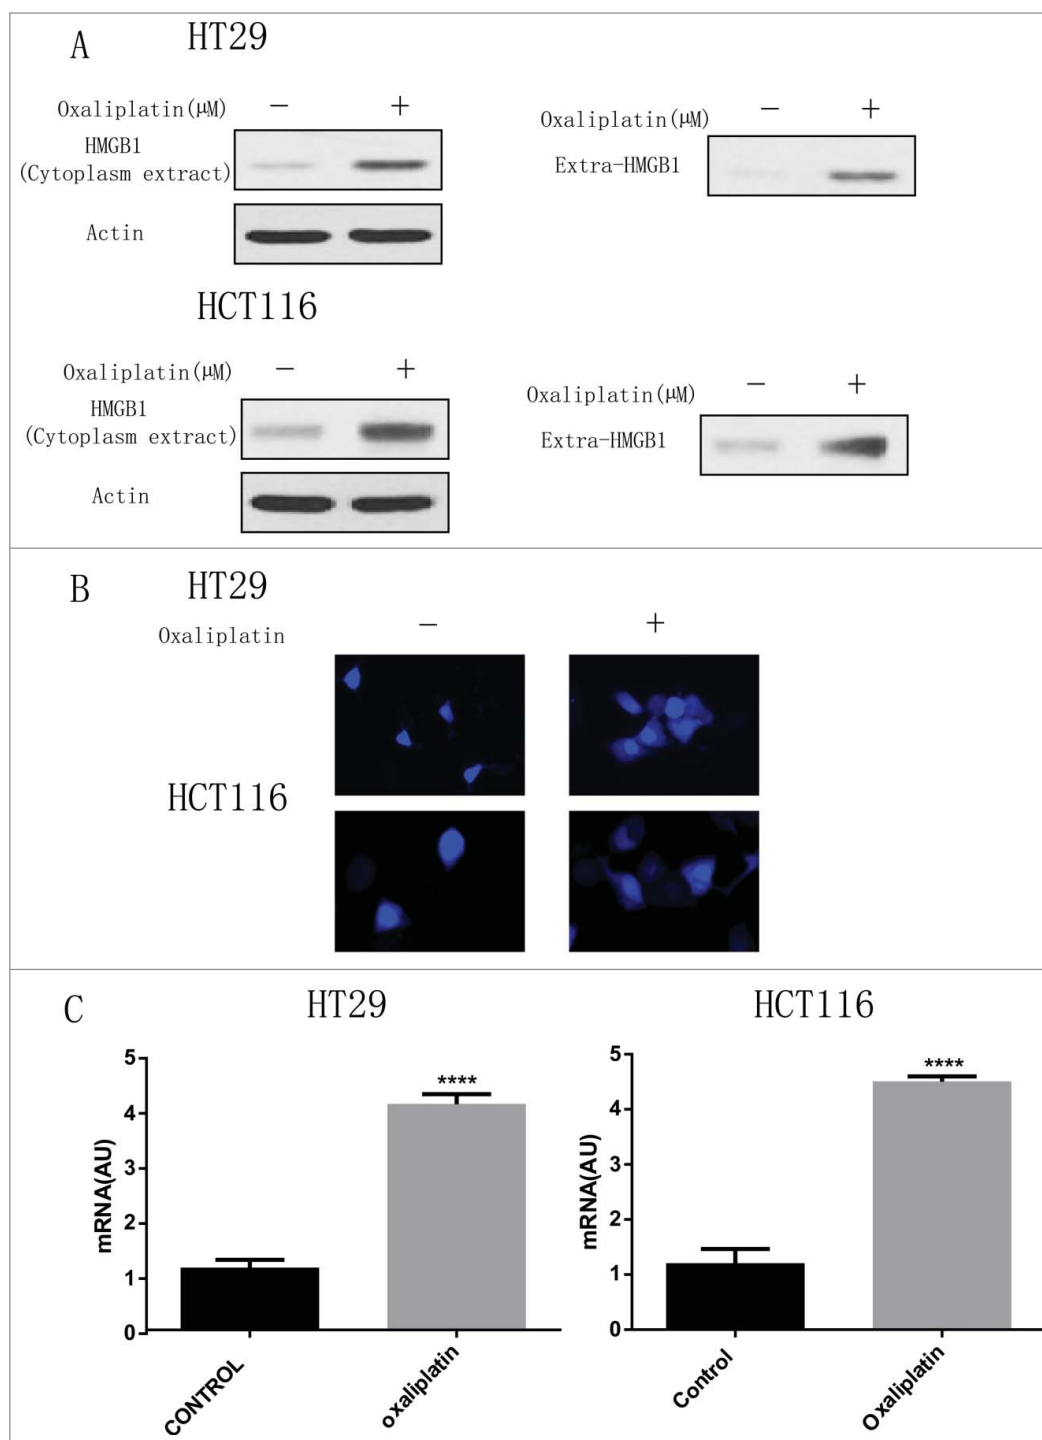 A HT29
Oxaliplatin(μM) − +
HMGB1
(Cytoplasm extract)
Actin
Oxaliplatin(μM) − +
Extra-HMGB1
HCT116
Oxaliplatin(μM) − +
HMGB1
(Cytoplasm extract)
Actin
Oxaliplatin(μM) − +
Extra-HMGB1
B HT29
Oxaliplatin − +
HCT116
C HT29
mRNA(AU)
5
4
3
2
1
0
****
CONTROL
oxaliplatin
HCT116
mRNA(AU)
5
4
3
2
1
0
****
Control
Oxaliplatin